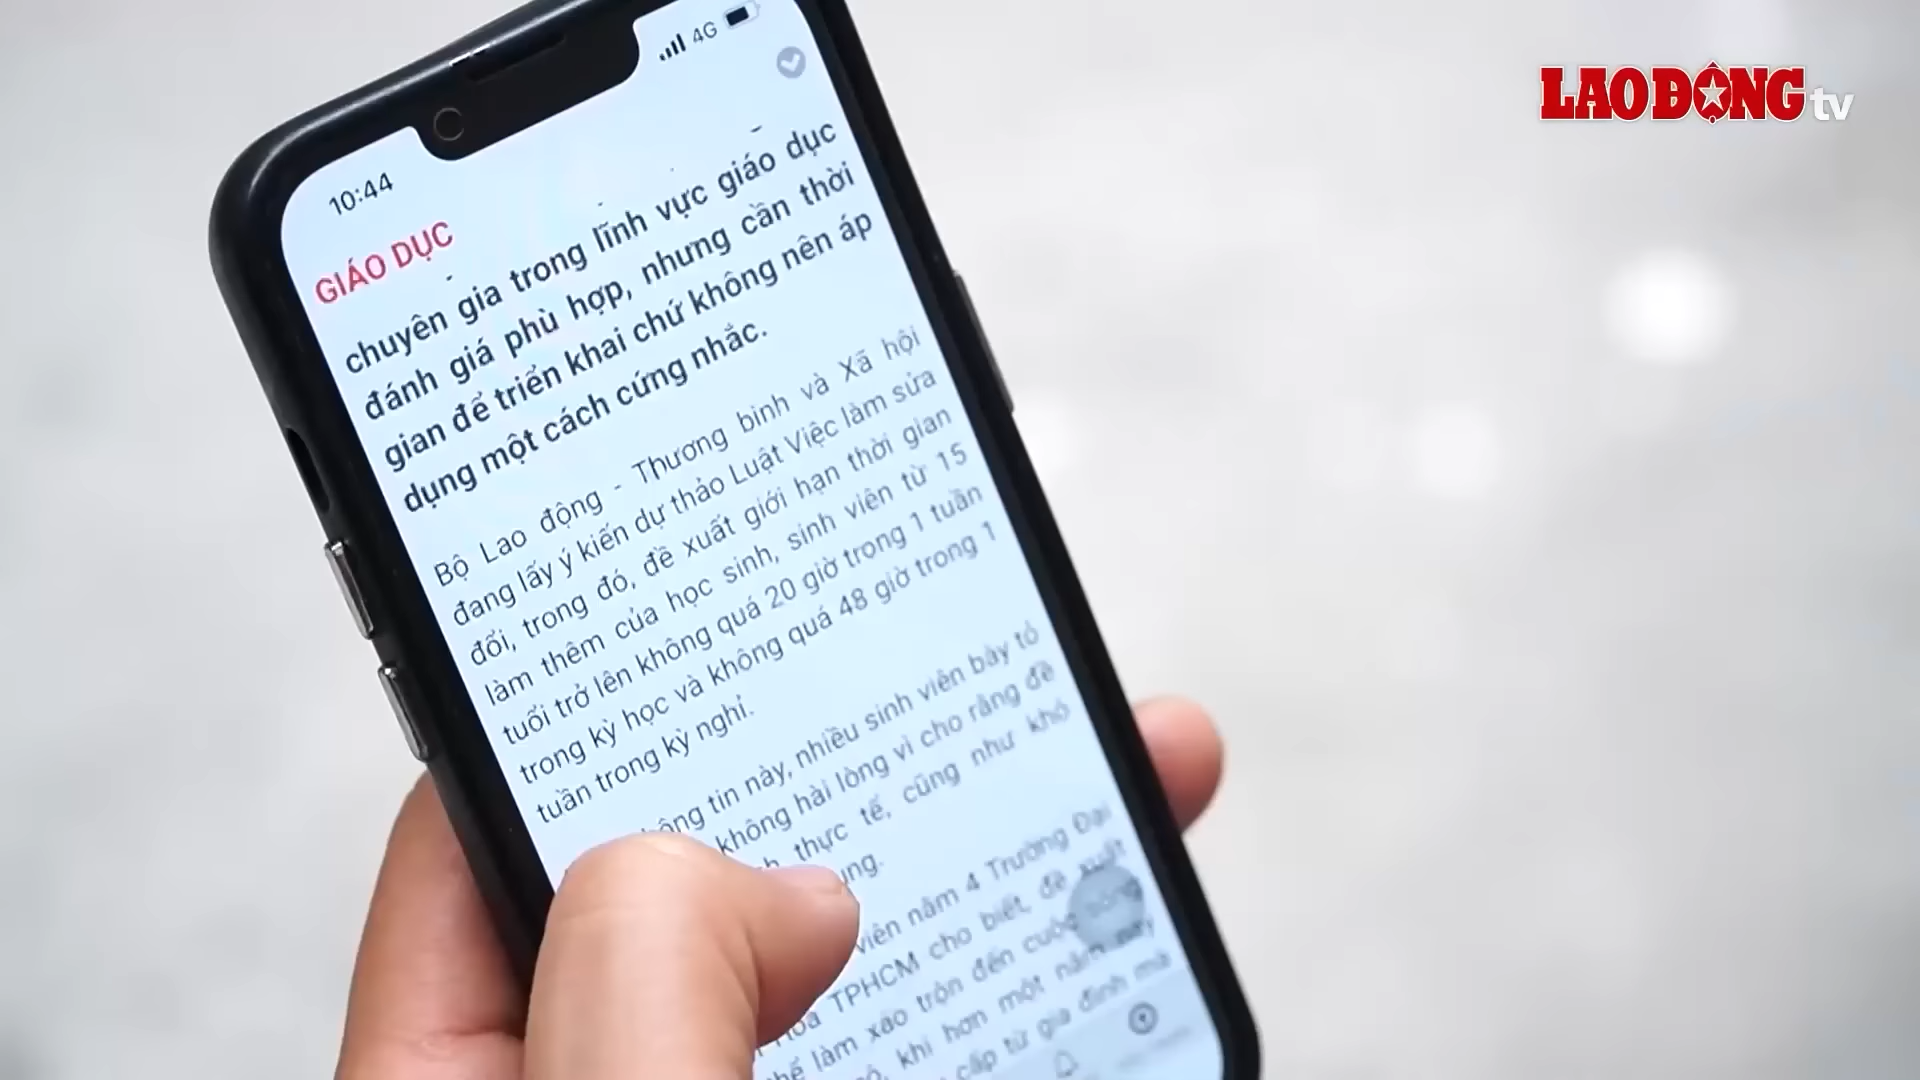 LAO ĐỘNG tv
4G
10:44
GIÁO DỤC
chuyên gia trong lĩnh vực giáo dục
đánh giá phù hợp, nhưng cần thời
gian để triển khai chứ không nên áp
dụng một cách cứng nhắc.
Bộ Lao động - Thương binh và Xã hội
đang lấy ý kiến dự thảo Luật Việc làm sửa
đổi, trong đó, đề xuất giới hạn thời gian
làm thêm của học sinh, sinh viên từ 15
tuổi trở lên không quá 20 giờ trong 1 tuần
trong kỳ học và không quá 48 giờ trong 1
tuần trong kỳ nghỉ.
tin này, nhiều sinh viên bày tỏ
không hài lòng vì cho rằng đề
thực tế, cũng như khó
viên năm 4 Trường Đại
TPHCM cho biết, đề xuất
làm xáo trộn đến cuộc sống
khi hơn một năm nay
cấp từ gia đình mà